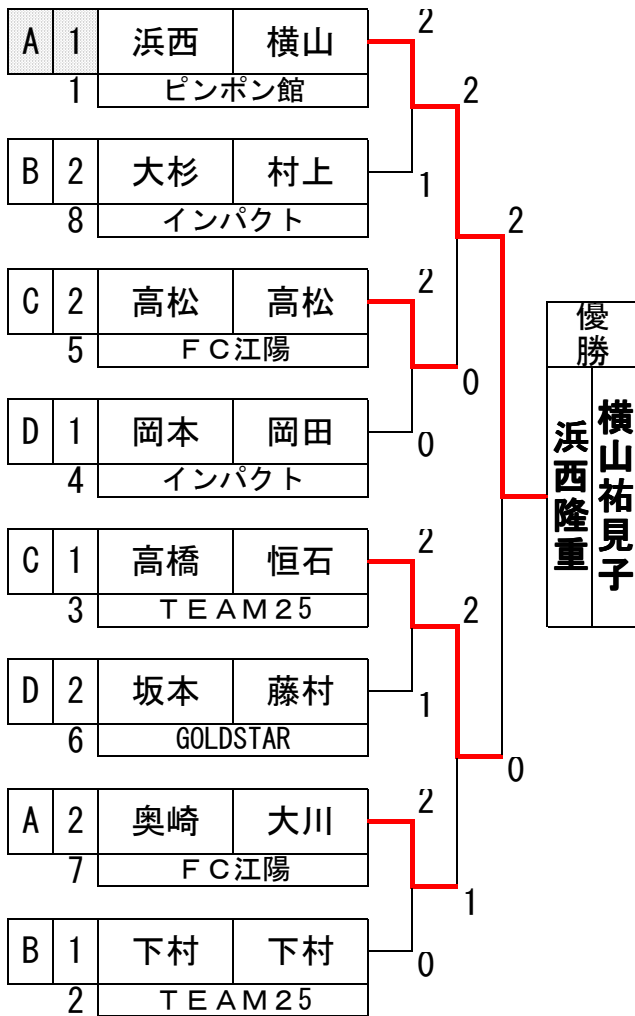 A 1 浜西 横山 2
1 ピンポン館 2
B 2 大杉 村上 1
8 インパクト 2
C 2 高松 高松 2
5 FC江陽 0
D 1 岡本 岡田 0
4 インパクト
優勝
横山祐見子
浜西隆重
C 1 高橋 恒石 2
3 TEAM25 2
D 2 坂本 藤村 1
6 GOLDSTAR 0
A 2 奥崎 大川 2
7 FC江陽 1
B 1 下村 下村 0
2 TEAM25